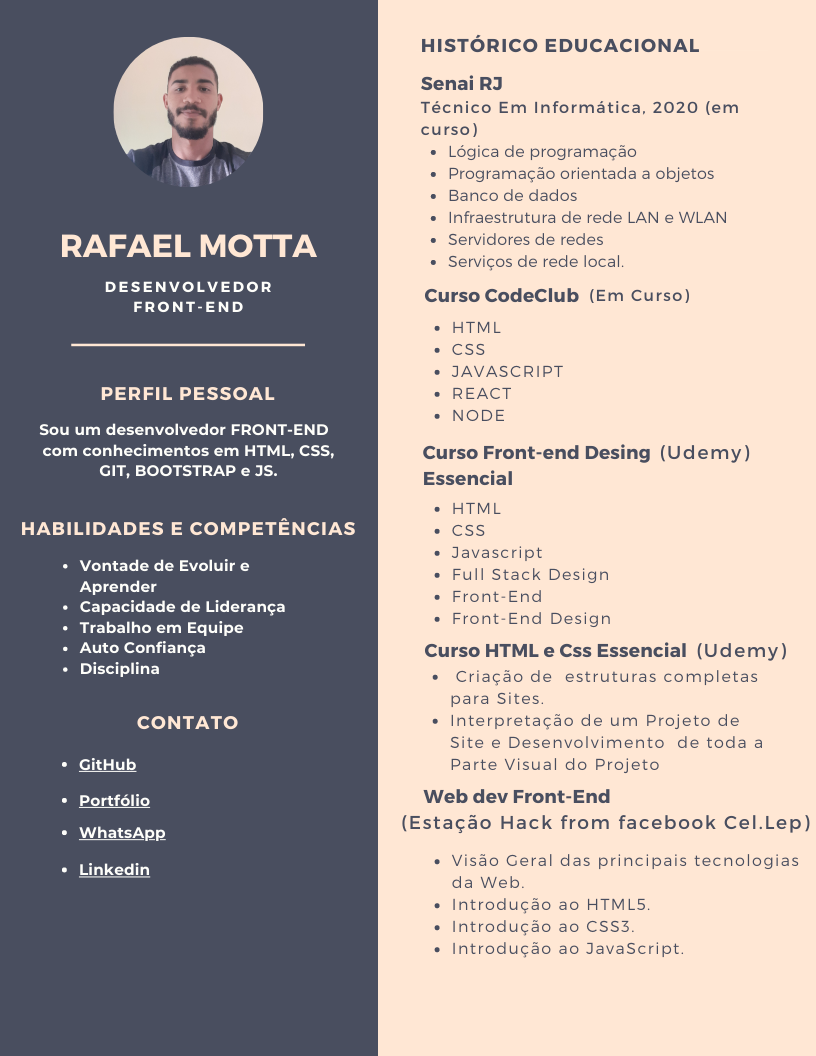 RAFAEL MOTTA
DESENVOLVEDOR
FRONT-END
PERFIL PESSOAL
Sou um desenvolvedor FRONT-END
com conhecimentos em HTML, CSS,
GIT, BOOTSTRAP e JS.
HABILIDADES E COMPETÊNCIAS
• Vontade de Evoluir e
Aprender
• Capacidade de Liderança
• Trabalho em Equipe
• Auto Confiança
• Disciplina
CONTATO
• GitHub
• Portfólio
• WhatsApp
• Linkedin
HISTÓRICO EDUCACIONAL
Senai RJ
Técnico Em Informática, 2020 (em
curso)
• Lógica de programação
• Programação orientada a objetos
• Banco de dados
• Infraestrutura de rede LAN e WLAN
• Servidores de redes
• Serviços de rede local.
Curso CodeClub (Em Curso)
• HTML
• CSS
• JAVASCRIPT
• REACT
• NODE
Curso Front-end Desing (Udemy)
Essencial
• HTML
• CSS
• Javascript
• Full Stack Design
• Front-End
• Front-End Design
Curso HTML e Css Essencial (Udemy)
• Criação de estruturas completas
para Sites.
• Interpretação de um Projeto de
Site e Desenvolvimento de toda a
Parte Visual do Projeto
Web dev Front-End
(Estação Hack from facebook Cel.Lep)
• Visão Geral das principais tecnologias
da Web.
• Introdução ao HTML5.
• Introdução ao CSS3.
• Introdução ao JavaScript.